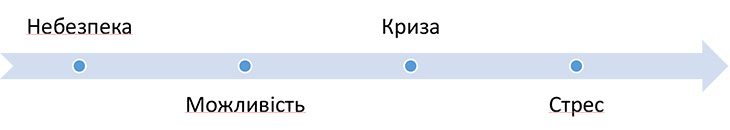 Небезпека
Можливість
Криза
Стрес